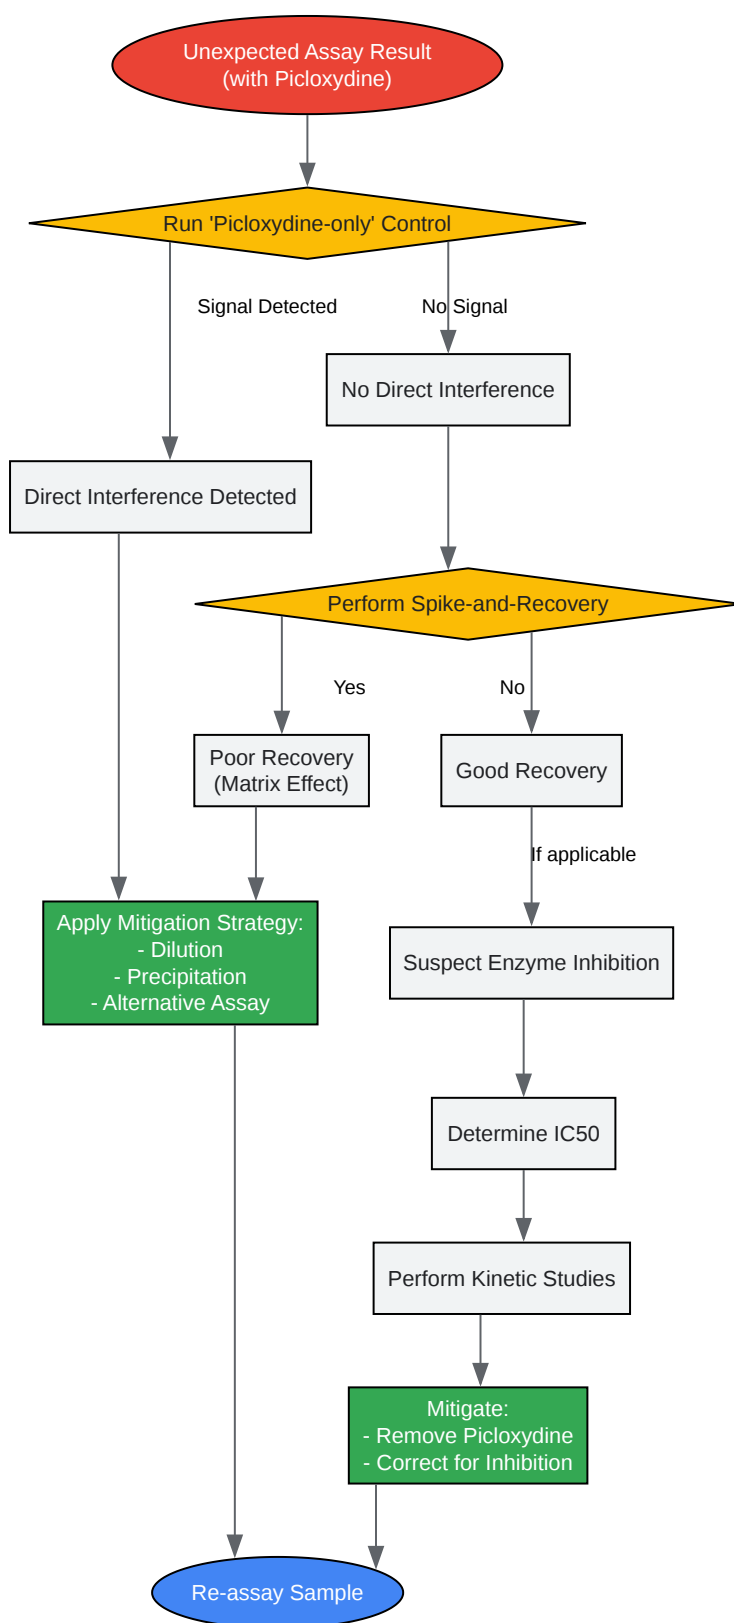 Unexpected Assay Result
(with Picloxydine)
Run 'Picloxydine-only' Control
Signal Detected
No Signal
No Direct Interference
Direct Interference Detected
Perform Spike-and-Recovery
Yes
No
Poor Recovery
(Matrix Effect)
Good Recovery
If applicable
Apply Mitigation Strategy:
- Dilution
- Precipitation
- Alternative Assay
Suspect Enzyme Inhibition
Determine IC50
Perform Kinetic Studies
Mitigate:
- Remove Picloxydine
- Correct for Inhibition
Re-assay Sample